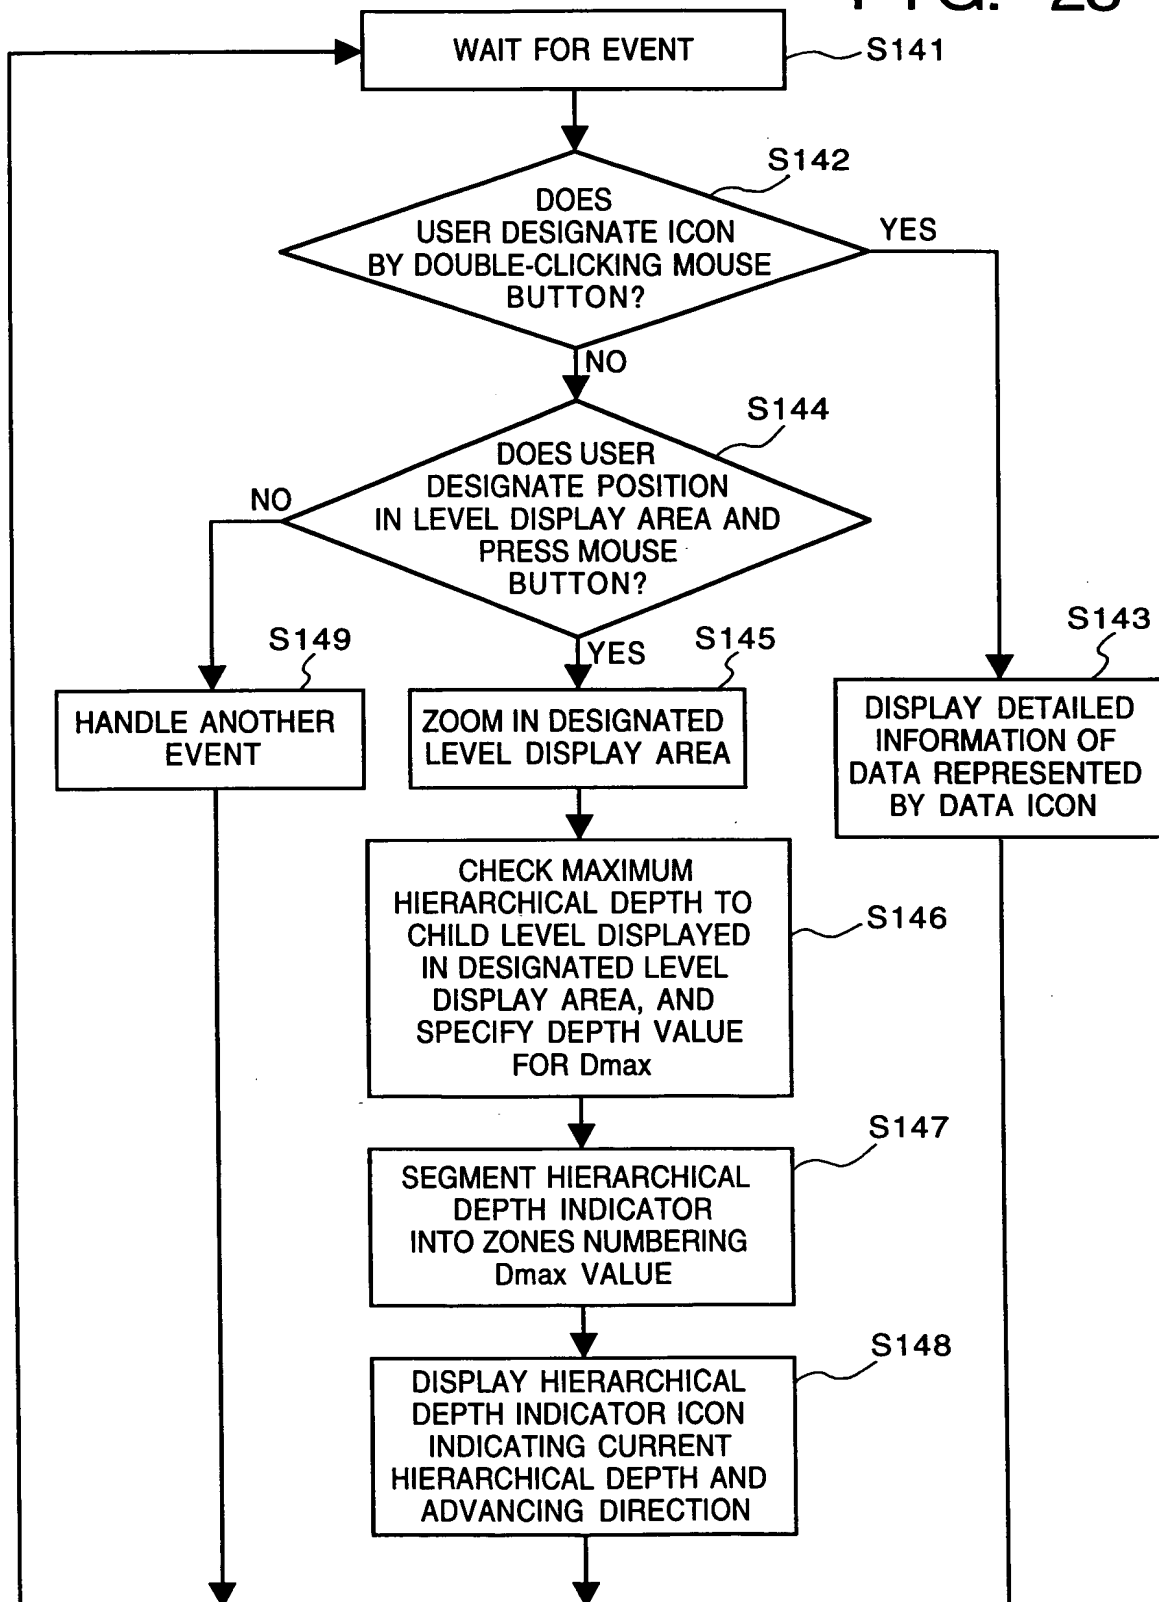 WAIT FOR EVENT
S141
S142
DOES
USER DESIGNATE ICON
BY DOUBLE-CLICKING MOUSE
BUTTON?
YES
NO
S144
DOES USER
DESIGNATE POSITION
IN LEVEL DISPLAY AREA AND
PRESS MOUSE
BUTTON?
NO
YES
S149
HANDLE ANOTHER
EVENT
S145
ZOOM IN DESIGNATED
LEVEL DISPLAY AREA
S143
DISPLAY DETAILED
INFORMATION OF
DATA REPRESENTED
BY DATA ICON
CHECK MAXIMUM
HIERARCHICAL DEPTH TO
CHILD LEVEL DISPLAYED
IN DESIGNATED LEVEL
DISPLAY AREA, AND
SPECIFY DEPTH VALUE
FOR Dmax
S146
S147
SEGMENT HIERARCHICAL
DEPTH INDICATOR
INTO ZONES NUMBERING
Dmax VALUE
S148
DISPLAY HIERARCHICAL
DEPTH INDICATOR ICON
INDICATING CURRENT
HIERARCHICAL DEPTH AND
ADVANCING DIRECTION